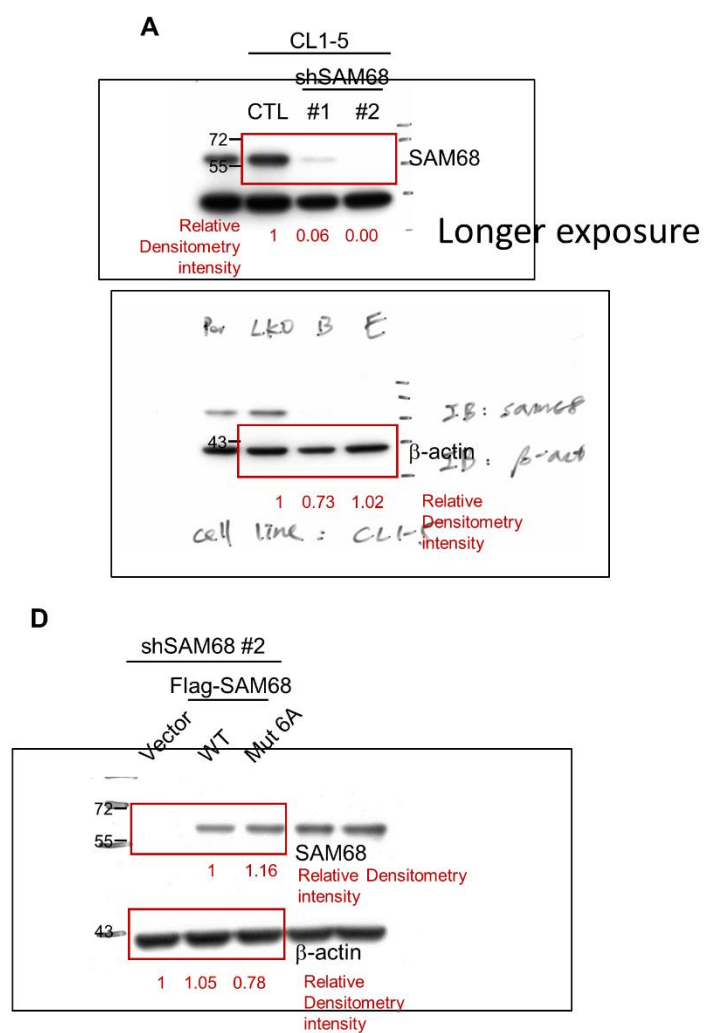 A
CL1-5
shSAM68
CTL #1 #2
72
55
SAM68
Relative
Densitometry
intensity
1 0.06 0.00
Longer exposure
Par LKO B E
IB: sam68
43
β-actin
IB: β-act
1 0.73 1.02
Relative
Densitometry
intensity
cell line: CL1-5
D
shSAM68 #2
Flag-SAM68
Vector WT Mut 6A
72
55
SAM68
1 1.16
Relative Densitometry
intensity
43
β-actin
1 1.05 0.78
Relative
Densitometry
intensity